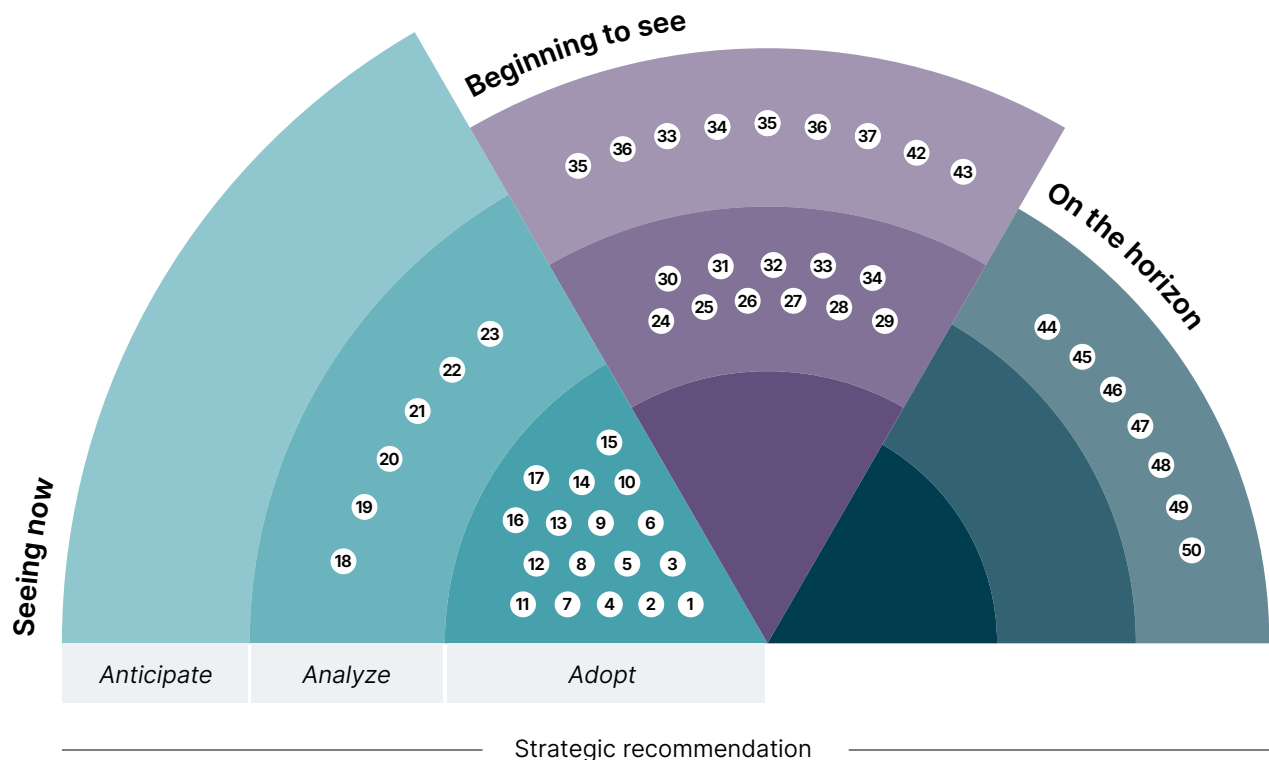 Beginning to see
35 36 33 34 35 36 37 42 43
On the horizon
30 31 32 33 34
24 25 26 27 28 29
44
45
46
47
48
49
50
23
22
21
20
19
18
15
17 14 10
16 13 9 6
12 8 5 3
11 7 4 2 1
Seeing now
Anticipate Analyze Adopt
Strategic recommendation